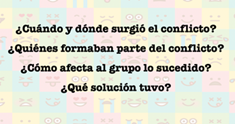 ¿Cuándo y dónde surgió el conflicto?
¿Quiénes formaban parte del conflicto?
¿Cómo afecta al grupo lo sucedido?
¿Qué solución tuvo?